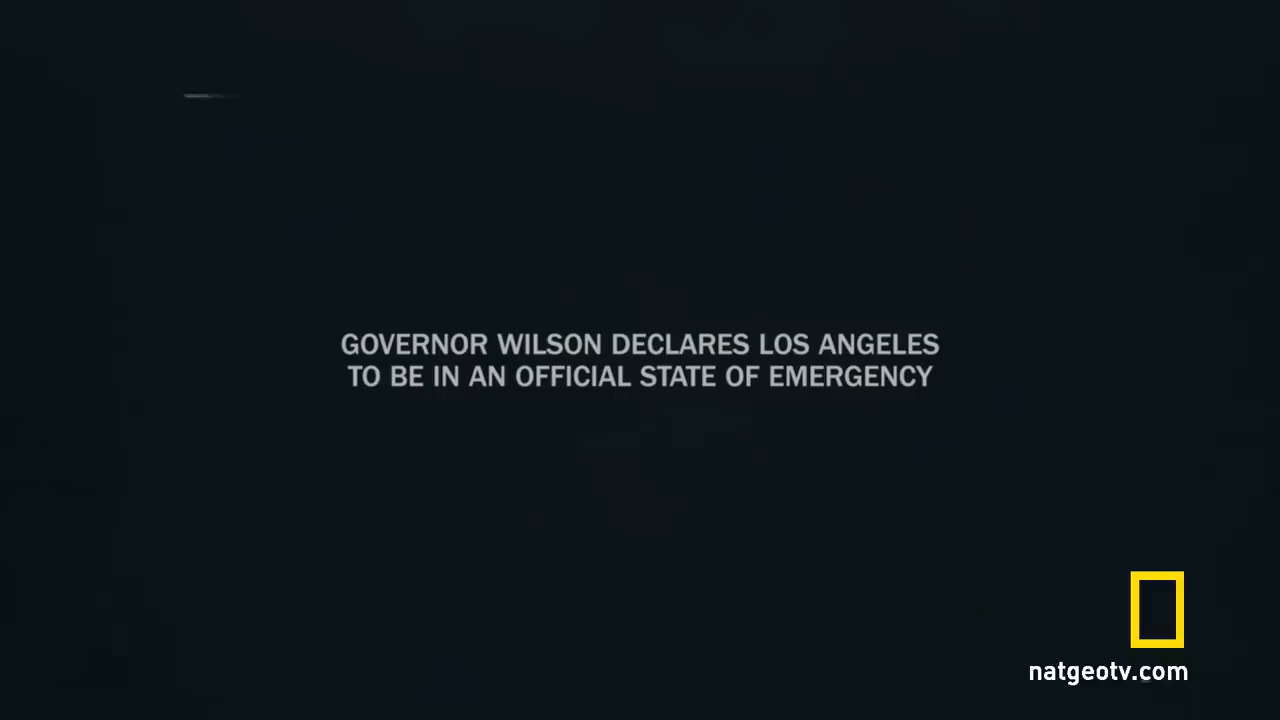 GOVERNOR WILSON DECLARES LOS ANGELES
TO BE IN AN OFFICIAL STATE OF EMERGENCY
natgeotv.com